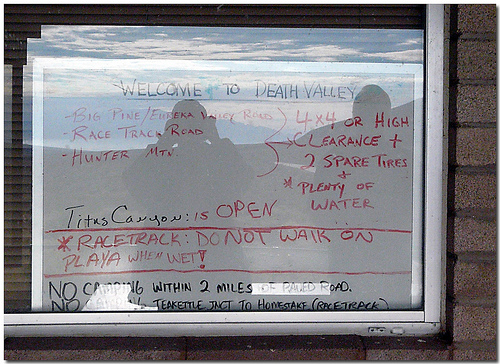 WELCOME TO DEATH VALLEY
- BIG PINE/EUREKA VALLEY ROAD
- RACE TRACK ROAD
- HUNTER MTN.
4X4 OR HIGH
CLEARANCE +
2 SPARE TIRES
+
* PLENTY OF
WATER
Titus Canyon: IS OPEN
* RACETRACK: DO NOT WALK ON
PLAYA WHEN WET!
NO CAMPING WITHIN 2 MILES OF PAVED ROAD.
NO CAMPING, TEAKETTLE JNCT TO HOMESTAKE (RACETRACK)